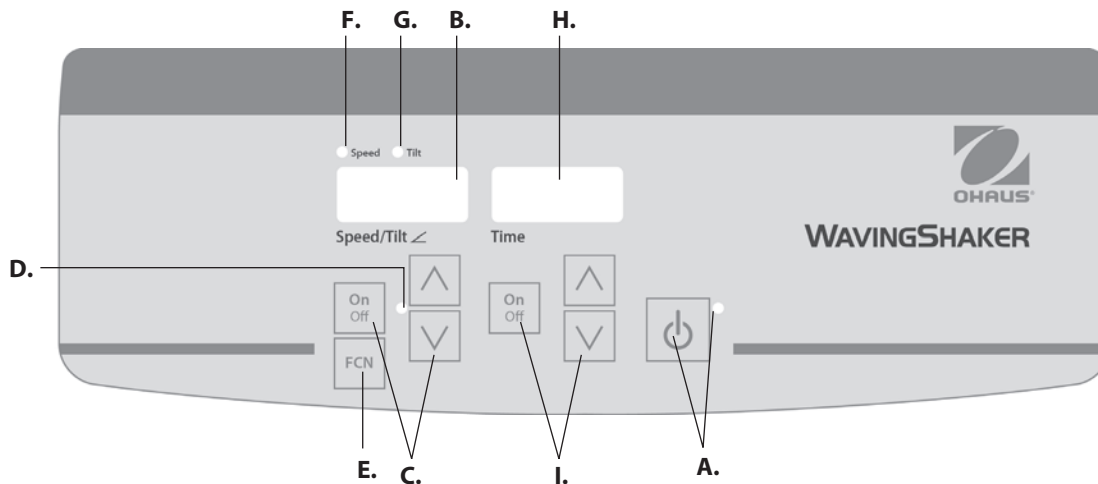 F. G. B. H.
Speed Tilt
OHAUS®
Speed/Tilt ∠ Time
WAVINGSHAKER
D.
On
Off
On
Off
FCN
E. C. I. A.